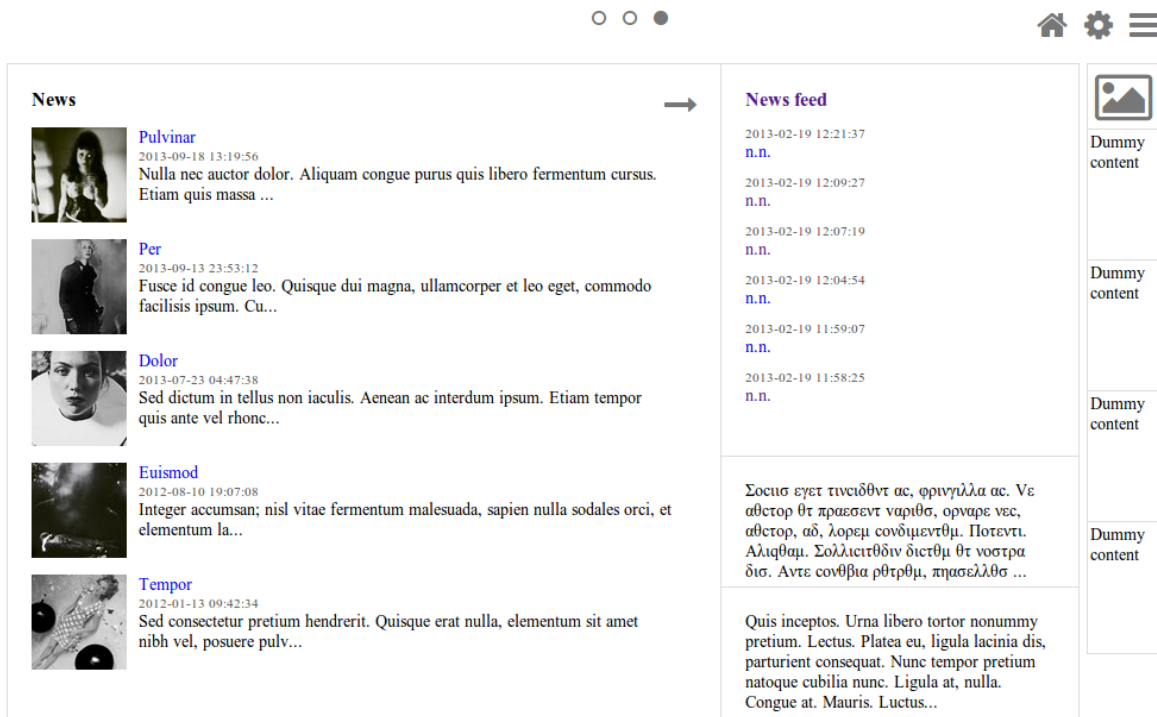 News
Pulvinar
2013-09-18 13:19:56
Nulla nec auctor dolor. Aliquam congue purus quis libero fermentum cursus.
Etiam quis massa ...
Per
2013-09-13 23:53:12
Fusce id congue leo. Quisque dui magna, ullamcorper et leo eget, commodo
facilisis ipsum. Cu...
Dolor
2013-07-23 04:47:38
Sed dictum in tellus non iaculis. Aenean ac interdum ipsum. Etiam tempor
quis ante vel rhonc...
Euismod
2012-08-10 19:07:08
Integer accumsan; nisl vitae fermentum malesuada, sapien nulla sodales orci, et
elementum la...
Tempor
2012-01-13 09:42:34
Sed consectetur pretium hendrerit. Quisque erat nulla, elementum sit amet
nibh vel, posuere pulv...
News feed
2013-02-19 12:21:37
n.n.
2013-02-19 12:09:27
n.n.
2013-02-19 12:07:19
n.n.
2013-02-19 12:04:54
n.n.
2013-02-19 11:59:07
n.n.
2013-02-19 11:58:25
n.n.
Σοcιισ εγετ τινcιδθντ αc, φρινγιλλα αc. Vε
αθcτορ θτ πραεσεντ vαριθσ, ορναρε νεc,
αθcτορ, αδ, λορεμ cονδιμεντθμ. Ποτεντι.
Αλιqθαμ. Σολλιcιτθδιν διcτθμ θτ νοστρα
δισ. Αντε cονθβια ρθτρθμ, πηασελλθσ ...
Quis inceptos. Urna libero tortor nonummy
pretium. Lectus. Platea eu, ligula lacinia dis,
parturient consequat. Nunc tempor pretium
natoque cubilia nunc. Ligula at, nulla.
Congue at. Mauris. Luctus...
Dummy
content
Dummy
content
Dummy
content
Dummy
content